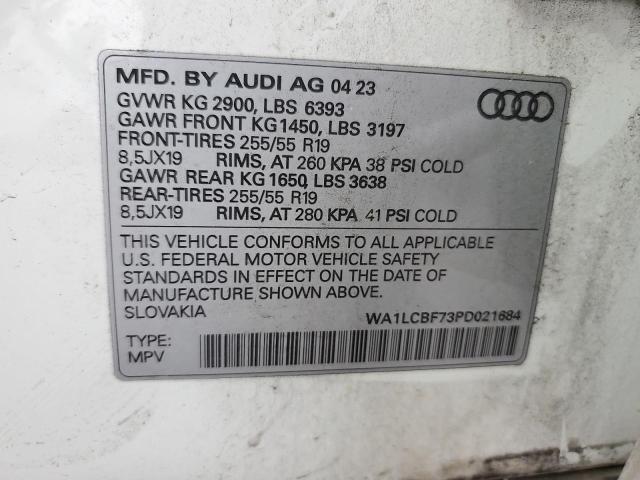 MFD. BY AUDI AG 04 23
GVWR KG 2900, LBS 6393
GAWR FRONT KG1450, LBS 3197
FRONT-TIRES 255/55 R19
8,5JX19 RIMS, AT 260 KPA 38 PSI COLD
GAWR REAR KG 1650, LBS 3638
REAR-TIRES 255/55 R19
8,5JX19 RIMS, AT 280 KPA 41 PSI COLD
THIS VEHICLE CONFORMS TO ALL APPLICABLE
U.S. FEDERAL MOTOR VEHICLE SAFETY
STANDARDS IN EFFECT ON THE DATE OF
MANUFACTURE SHOWN ABOVE.
SLOVAKIA
WA1LCBF73PD021684
TYPE:
MPV